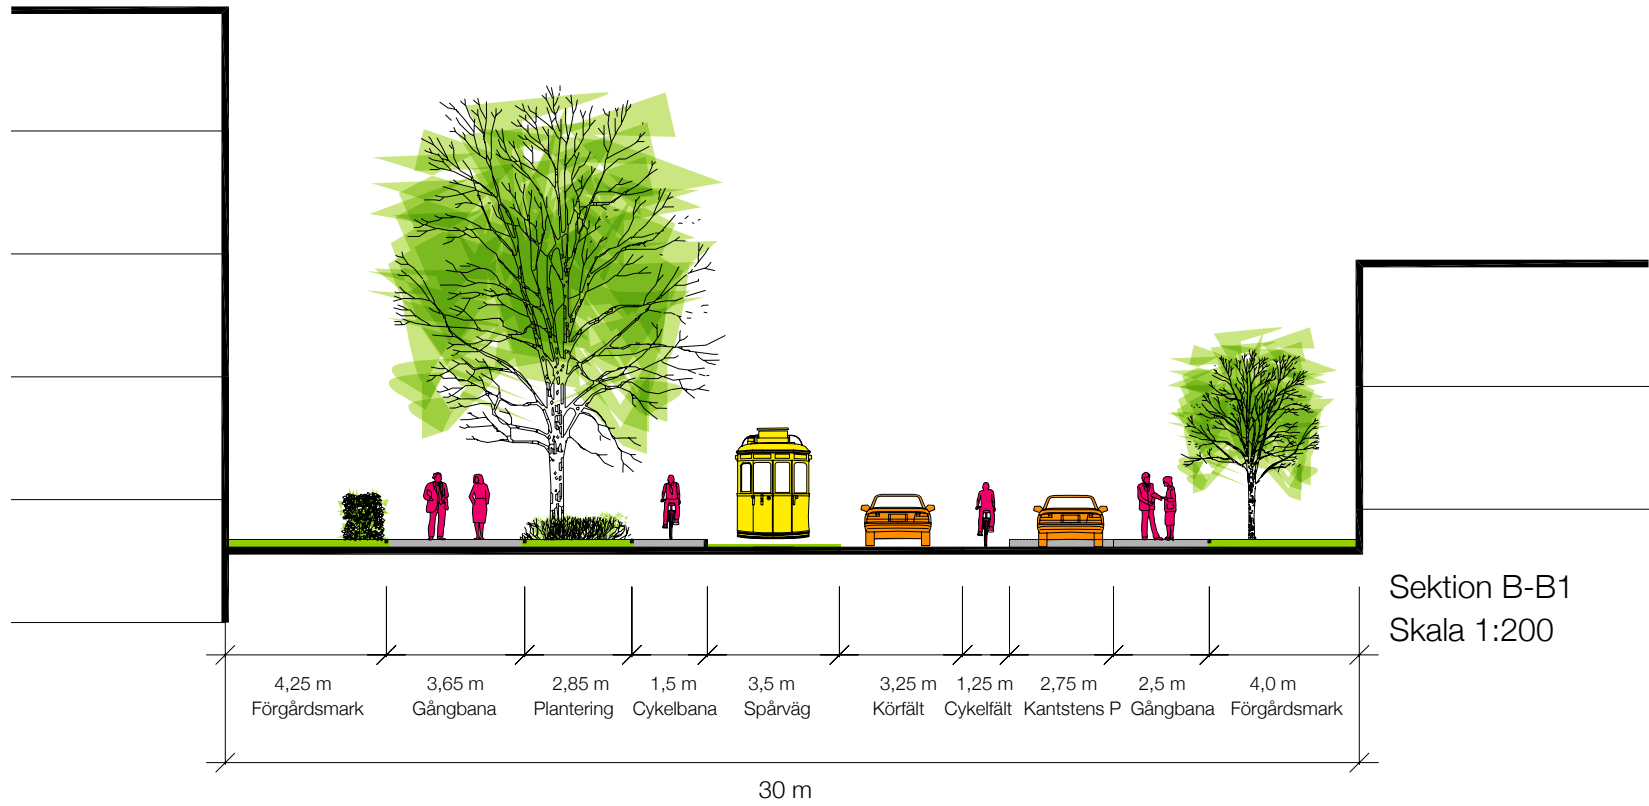 Sektion B-B1
Skala 1:200
4,25 m
Förgårdsmark
3,65 m
Gångbana
2,85 m
Plantering
1,5 m
Cykelbana
3,5 m
Spårväg
3,25 m
Körfält
1,25 m
Cykelfält
2,75 m
Kantstens P
2,5 m
Gångbana
4,0 m
Förgårdsmark
30 m